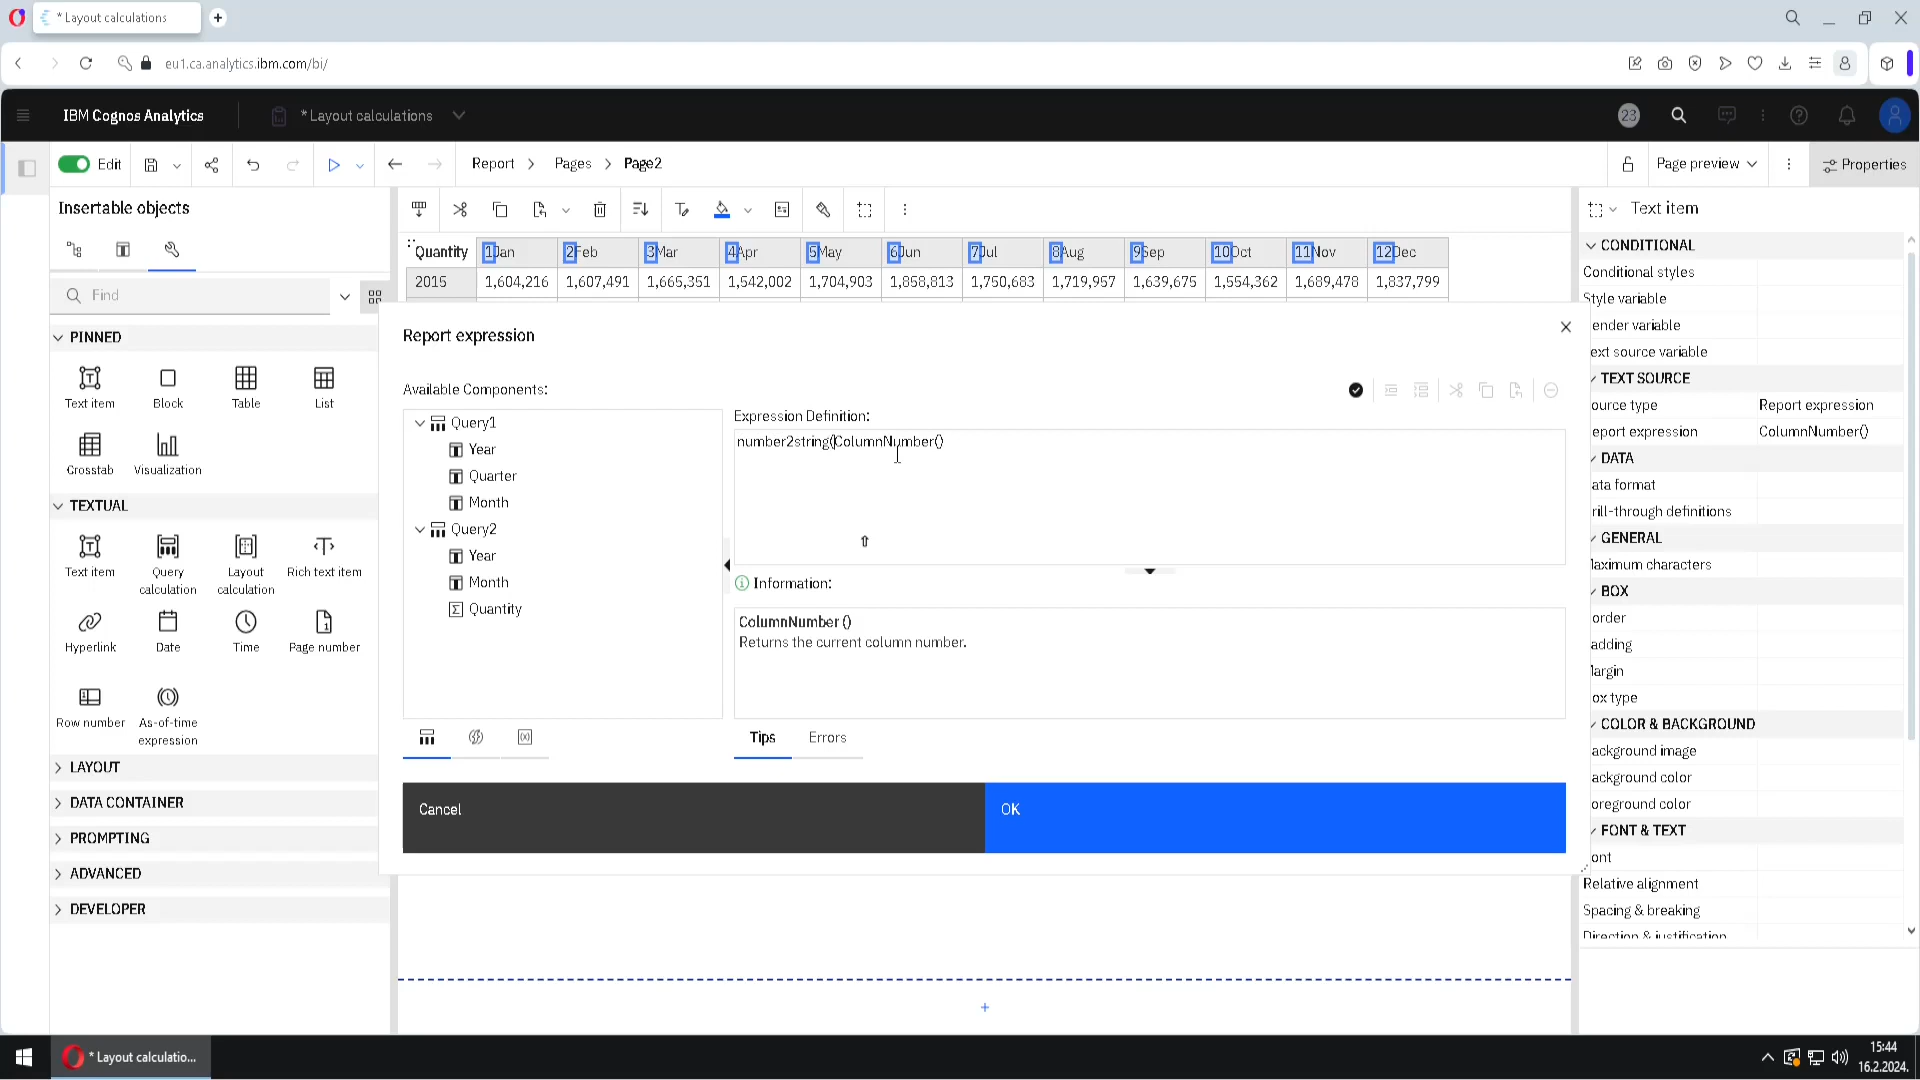 * Layout calculations
eu1.ca.analytics.ibm.com/bi/
IBM Cognos Analytics
* Layout calculations
23
Edit
Report
Pages
Page2
Page preview
Properties
Insertable objects
Text item
Quantity
1Jan
2Feb
3Mar
4Apr
5May
6Jun
7Jul
8Aug
9Sep
10Oct
11Nov
12Dec
2015
1,604,216
1,607,491
1,665,351
1,542,002
1,704,903
1,858,813
1,750,683
1,719,957
1,639,675
1,554,362
1,689,478
1,837,799
Find
PINNED
Text item
Block
Table
List
Crosstab
Visualization
TEXTUAL
Text item
Query calculation
Layout calculation
Rich text item
Hyperlink
Date
Time
Page number
Row number
As-of-time expression
LAYOUT
DATA CONTAINER
PROMPTING
ADVANCED
DEVELOPER
Report expression
Available Components:
Query1
Year
Quarter
Month
Query2
Year
Month
Quantity
Expression Definition:
number2string(ColumnNumber()
Information:
ColumnNumber ()
Returns the current column number.
Tips
Errors
Cancel
OK
CONDITIONAL
Conditional styles
Style variable
ender variable
ext source variable
TEXT SOURCE
ource type
Report expression
eport expression
ColumnNumber()
DATA
ata format
rill-through definitions
GENERAL
laximum characters
BOX
order
adding
largin
ox type
COLOR & BACKGROUND
ackground image
ackground color
oreground color
FONT & TEXT
ont
Relative alignment
Spacing & breaking
Direction & justification
* Layout calculatio...
15:44
16.2.2024.